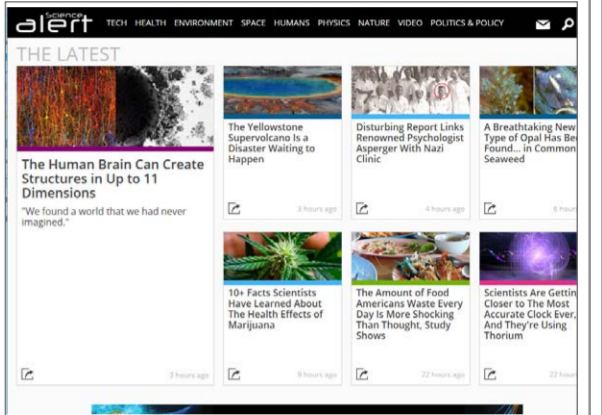 Science
alert
TECH HEALTH ENVIRONMENT SPACE HUMANS PHYSICS NATURE VIDEO POLITICS & POLICY
THE LATEST
The Human Brain Can Create
Structures in Up to 11
Dimensions
"We found a world that we had never
imagined."
3 hours ago
The Yellowstone
Supervolcano Is a
Disaster Waiting to
Happen
3 hours ago
Disturbing Report Links
Renowned Psychologist
Asperger With Nazi
Clinic
4 hours ago
A Breathtaking New
Type of Opal Has
Found... in Common
Seaweed
10+ Facts Scientists
Have Learned About
The Health Effects of
Marijuana
The Amount of Food
Americans Waste Every
Day Is More Shocking
Than Thought, Study
Shows
22 hours ago
Scientists Are
Closer to The Most
Accurate Clock Ever,
And They're Using
Thorium
22